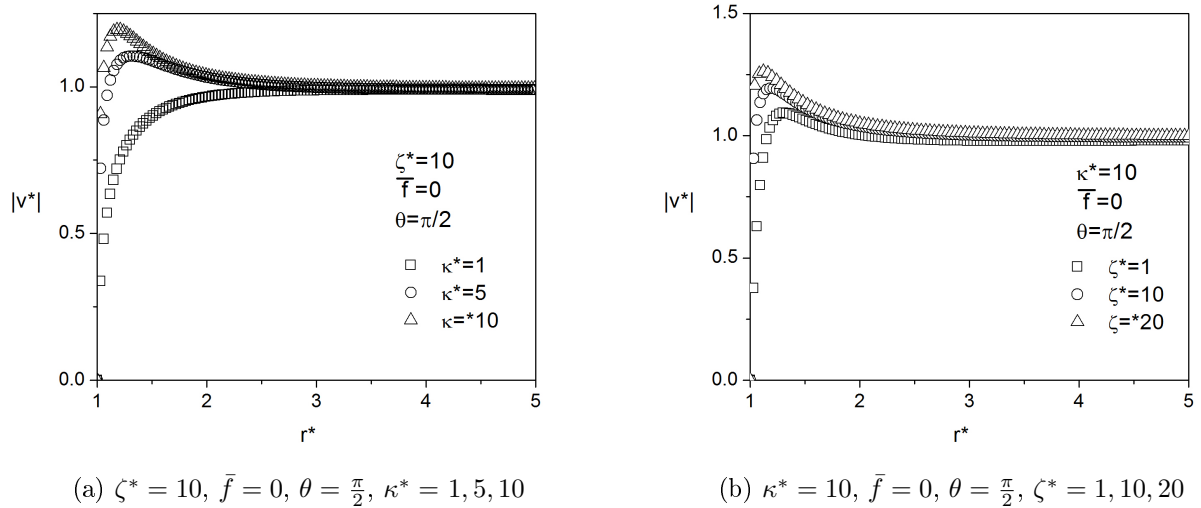 1.0
0.5
0.0
1 2 3 4 5
|v*|
r*
ζ*=10
f̅=0
θ=π/2
κ*=1
κ*=5
κ=*10
(a) ζ* = 10, f̄ = 0, θ = π/2, κ* = 1, 5, 10
1.5
1.0
0.5
0.0
1 2 3 4 5
|v*|
r*
κ*=10
f̅=0
θ=π/2
ζ*=1
ζ*=10
ζ=*20
(b) κ* = 10, f̄ = 0, θ = π/2, ζ* = 1, 10, 20